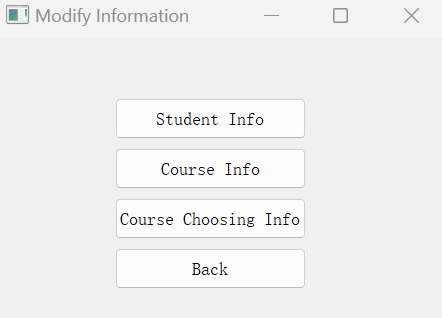 Modify Information
Student Info
Course Info
Course Choosing Info
Back